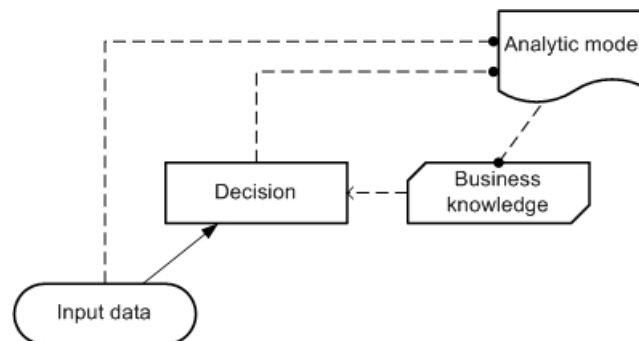 Analytic model
Decision
Business
knowledge
Input data